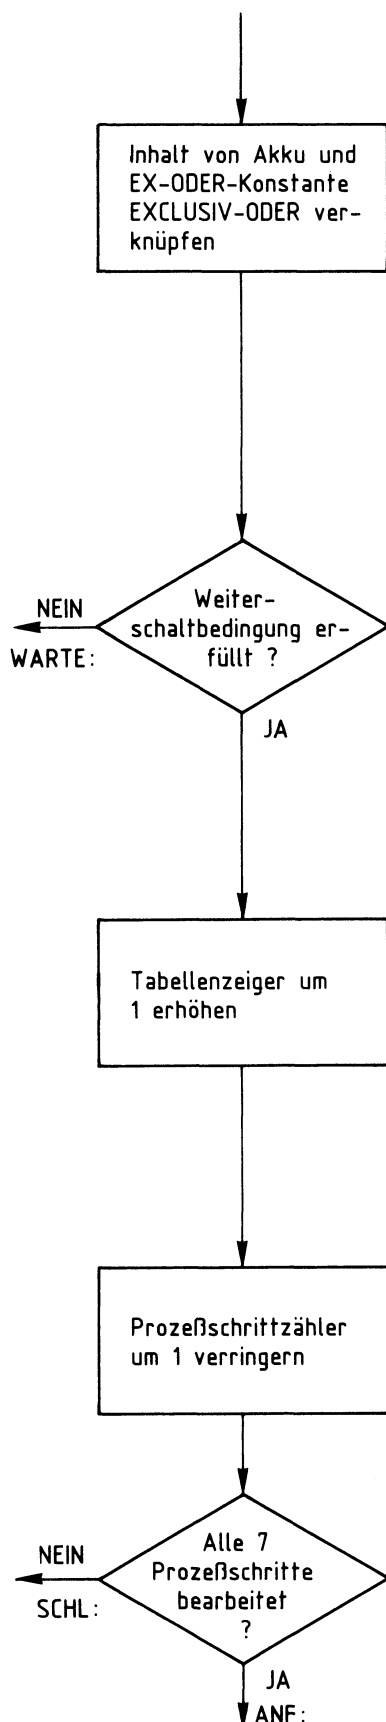 Inhalt von Akku und
EX-ODER-Konstante
EXCLUSIV-ODER ver-
knüpfen
Weiter-
schaltbedingung er-
füllt ?
NEIN
WARTE:
JA
Tabellenzeiger um
1 erhöhen
Prozeßschrittzähler
um 1 verringern
Alle 7
Prozeßschritte
bearbeitet
?
NEIN
SCHL:
JA
ANF: